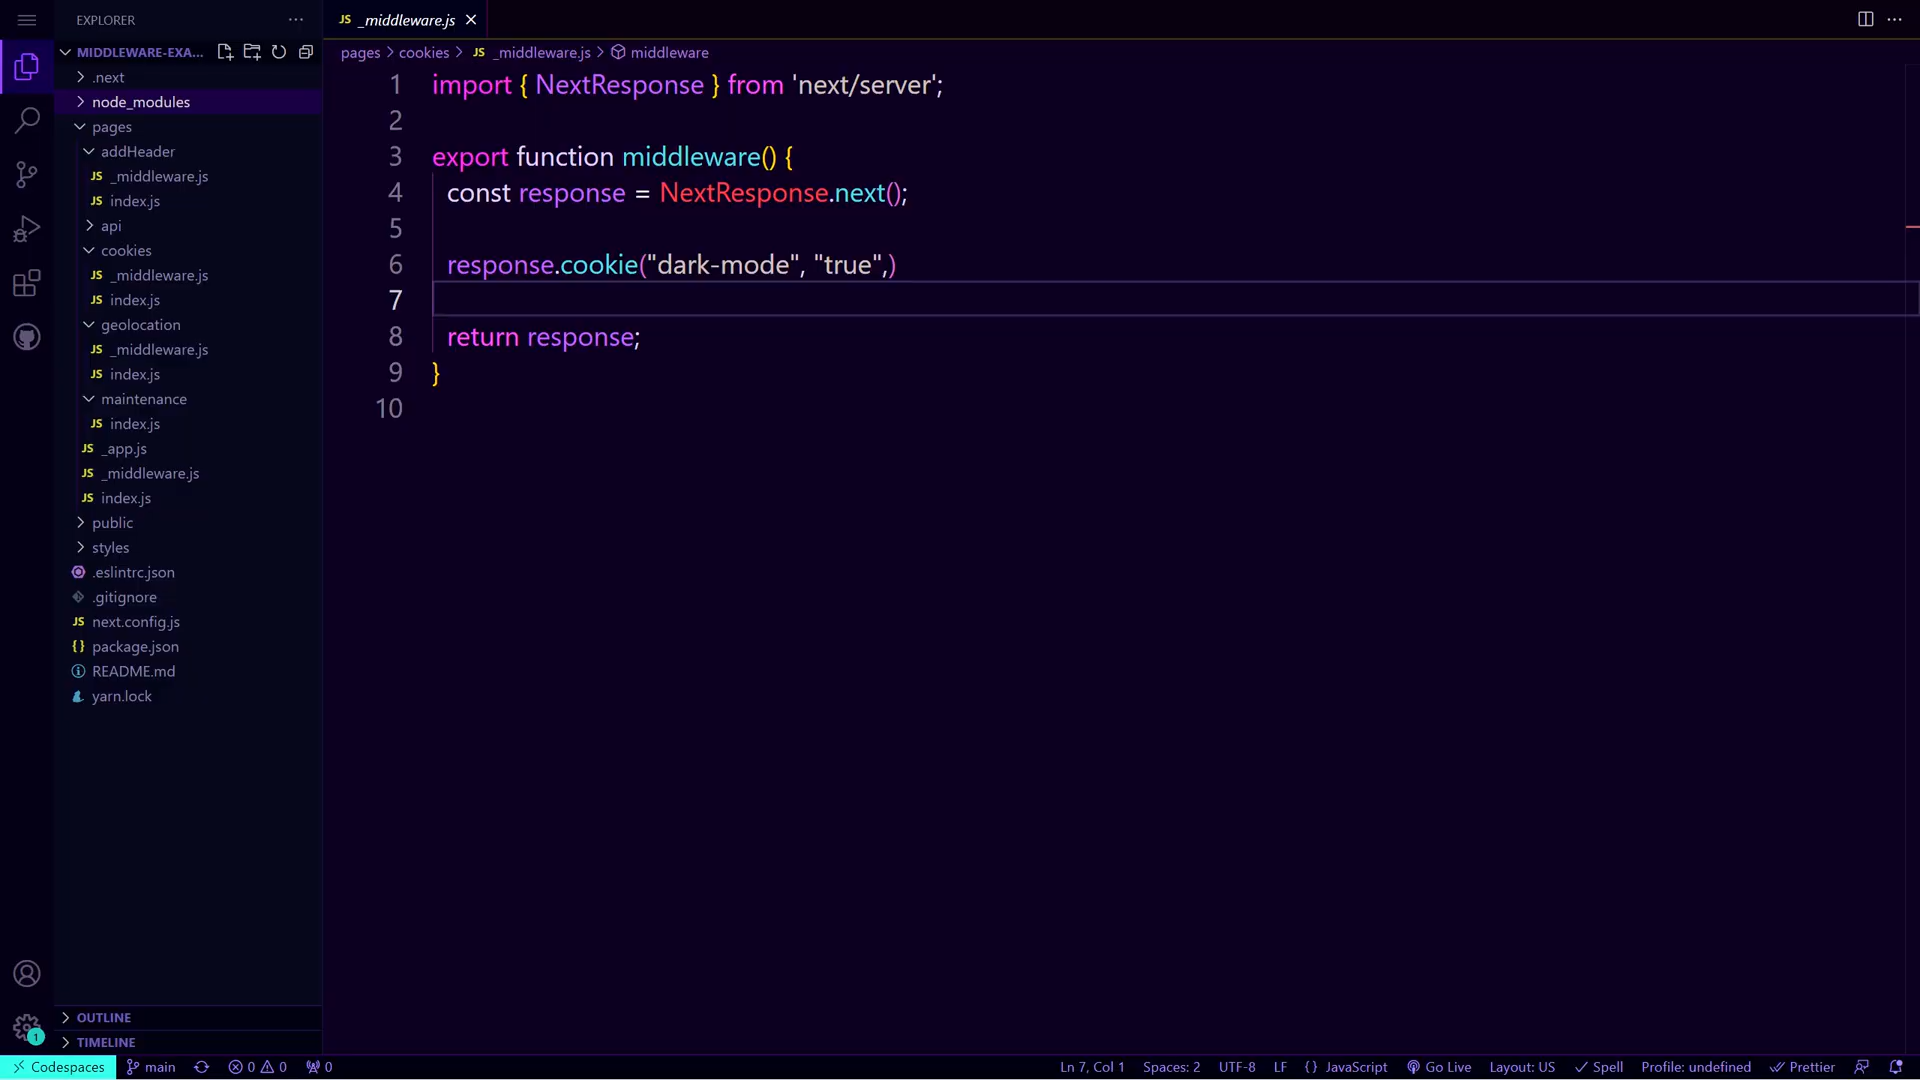 EXPLORER
MIDDLEWARE-EXA...
.next
node_modules
pages
addHeader
JS _middleware.js
JS index.js
api
cookies
JS _middleware.js
JS index.js
geolocation
JS _middleware.js
JS index.js
maintenance
JS index.js
JS _app.js
JS _middleware.js
JS index.js
public
styles
.eslintrc.json
.gitignore
JS next.config.js
{} package.json
README.md
yarn.lock
OUTLINE
TIMELINE
1
JS _middleware.js
pages > cookies > JS _middleware.js > middleware
1 import { NextResponse } from 'next/server';
2
3 export function middleware() {
4 const response = NextResponse.next();
5
6 response.cookie("dark-mode", "true",)
7
8 return response;
9 }
10
Codespaces main 0 0 0 Ln 7, Col 1 Spaces: 2 UTF-8 LF {} JavaScript Go Live Layout: US Spell Profile: undefined Prettier